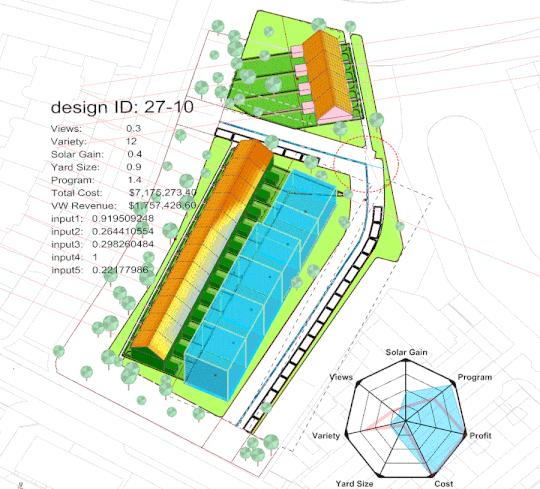 design ID: 27-10
Views: 0.3
Variety: 12
Solar Gain: 0.4
Yard Size: 0.9
Program: 1.4
Total Cost: $7,175,273.40
VW Revenue: $1,757,426.60
input1: 0.919509248
input2: 0.264410554
input3: 0.298260484
input4: 1
input5: 0.22177986
Solar Gain
Views
Program
Variety
Profit
Yard Size
Cost